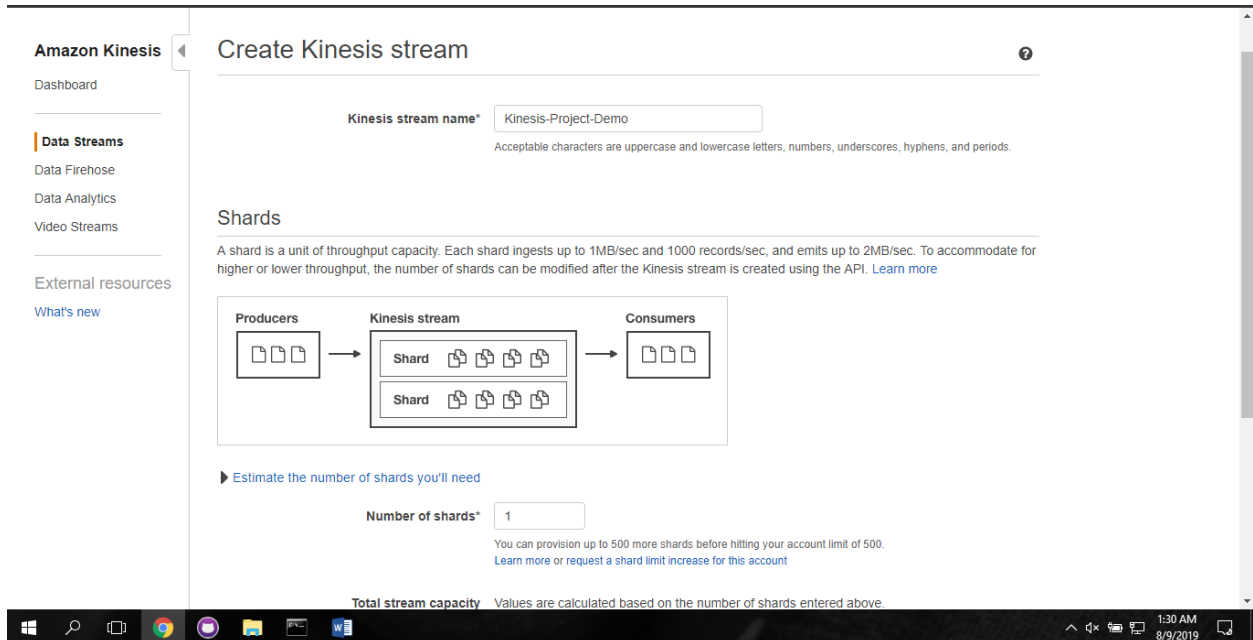 Amazon Kinesis
Dashboard
Data Streams
Data Firehose
Data Analytics
Video Streams
External resources
What's new
Create Kinesis stream
Kinesis stream name* Kinesis-Project-Demo
Acceptable characters are uppercase and lowercase letters, numbers, underscores, hyphens, and periods.
Shards
A shard is a unit of throughput capacity. Each shard ingests up to 1MB/sec and 1000 records/sec, and emits up to 2MB/sec. To accommodate for
higher or lower throughput, the number of shards can be modified after the Kinesis stream is created using the API. Learn more
Producers Kinesis stream Consumers
Shard
Shard
Estimate the number of shards you'll need
Number of shards* 1
You can provision up to 500 more shards before hitting your account limit of 500.
Learn more or request a shard limit increase for this account
Total stream capacity Values are calculated based on the number of shards entered above.
1:30 AM
8/9/2019